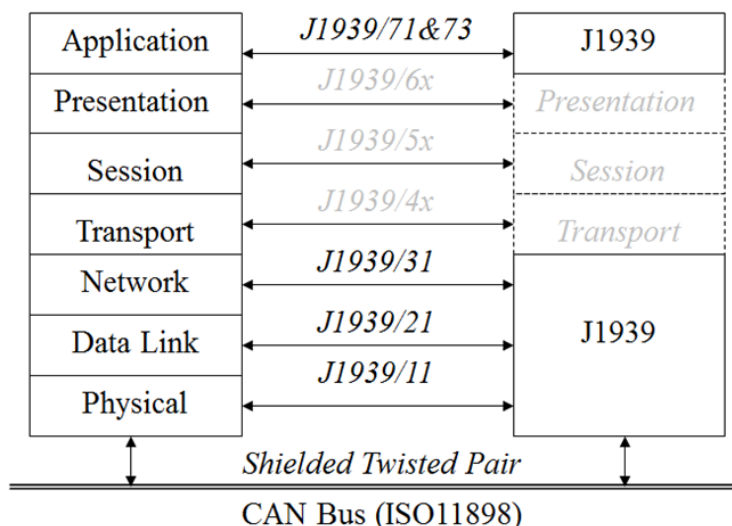 Application
J1939/71&73
J1939
Presentation
J1939/6x
Presentation
Session
J1939/5x
Session
Transport
J1939/4x
Transport
Network
J1939/31
Data Link
J1939/21
J1939
Physical
J1939/11
Shielded Twisted Pair
CAN Bus (ISO11898)